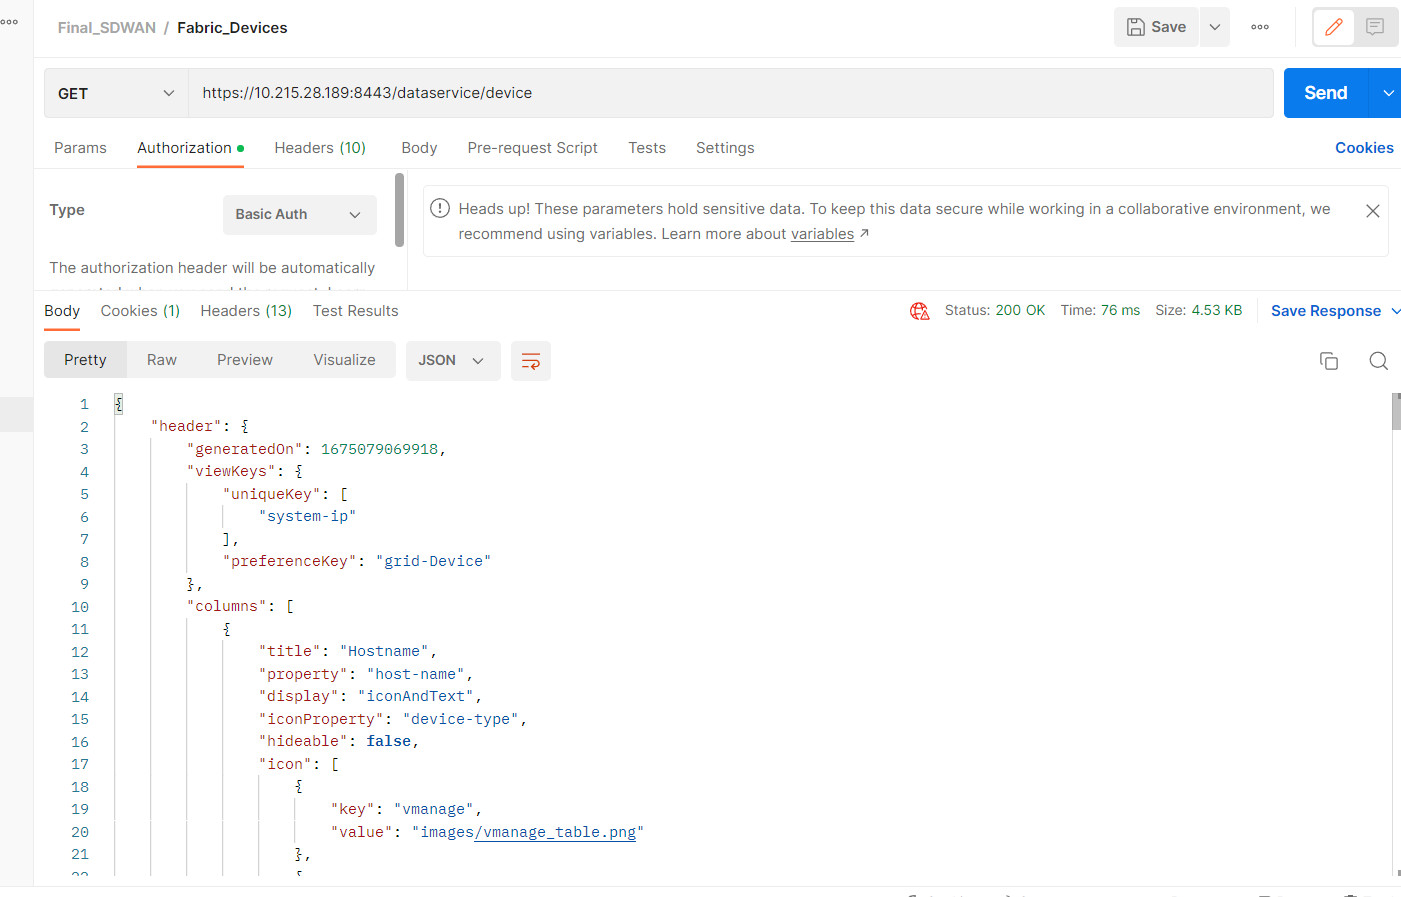 Final_SDWAN / Fabric_Devices
Save
GET https://10.215.28.189:8443/dataservice/device Send
Params Authorization Headers (10) Body Pre-request Script Tests Settings Cookies
Type Basic Auth
Heads up! These parameters hold sensitive data. To keep this data secure while working in a collaborative environment, we
recommend using variables. Learn more about variables
The authorization header will be automatically
Body Cookies (1) Headers (13) Test Results Status: 200 OK Time: 76 ms Size: 4.53 KB Save Response
Pretty Raw Preview Visualize JSON
1 {
2 "header": {
3 "generatedOn": 1675079069918,
4 "viewKeys": {
5 "uniqueKey": [
6 "system-ip"
7 ],
8 "preferenceKey": "grid-Device"
9 },
10 "columns": [
11 {
12 "title": "Hostname",
13 "property": "host-name",
14 "display": "iconAndText",
15 "iconProperty": "device-type",
16 "hideable": false,
17 "icon": [
18 {
19 "key": "vmanage",
20 "value": "images/vmanage_table.png"
21 },